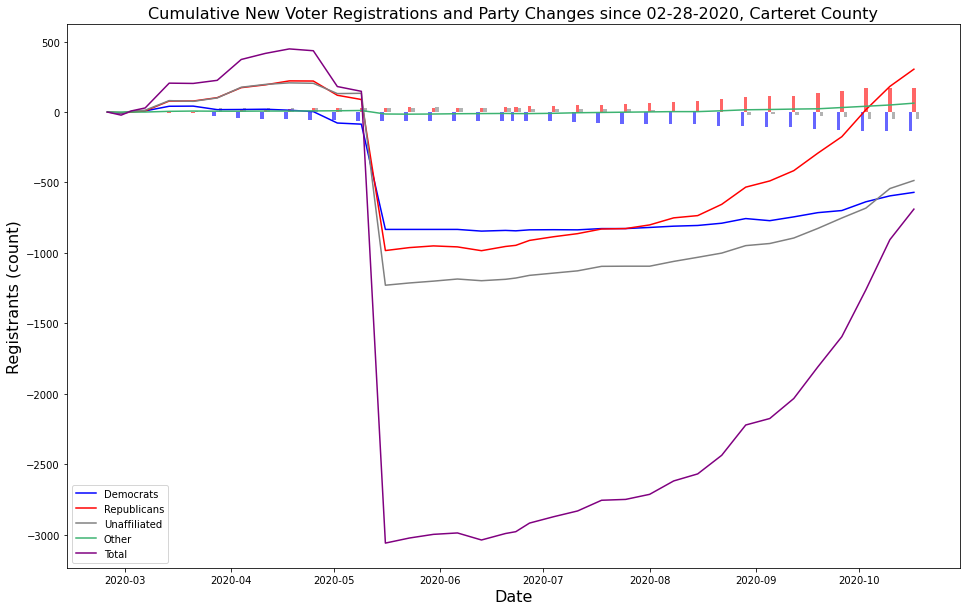 Cumulative New Voter Registrations and Party Changes since 02-28-2020, Carteret County
Registrants (count)
500
0
−500
−1000
−1500
−2000
−2500
−3000
Democrats
Republicans
Unaffiliated
Other
Total
2020-03 2020-04 2020-05 2020-06 2020-07 2020-08 2020-09 2020-10
Date